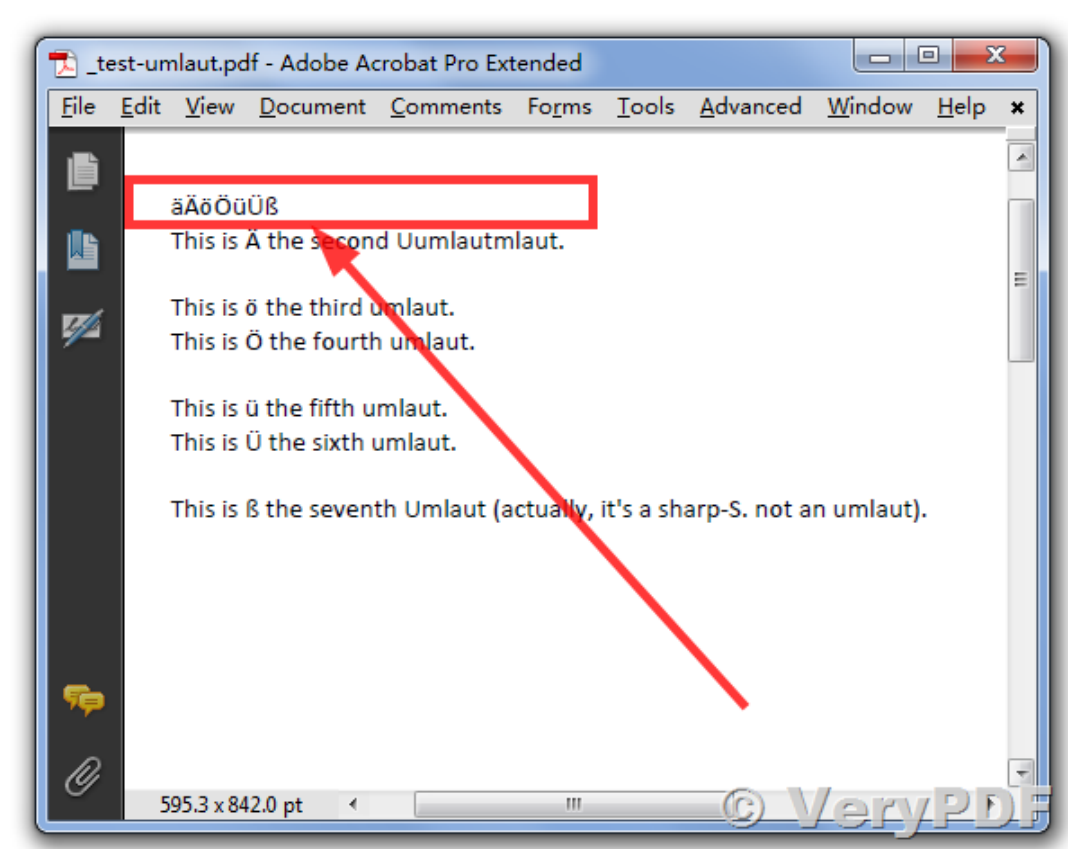 _test-umlaut.pdf - Adobe Acrobat Pro Extended
File Edit View Document Comments Forms Tools Advanced Window Help
äÄöÖüÜß
This is Ä the second Uumlautmlaut.
This is ö the third umlaut.
This is Ö the fourth umlaut.
This is ü the fifth umlaut.
This is Ü the sixth umlaut.
This is ß the seventh Umlaut (actually, it's a sharp-S. not an umlaut).
595.3 x 842.0 pt
© VeryPDF